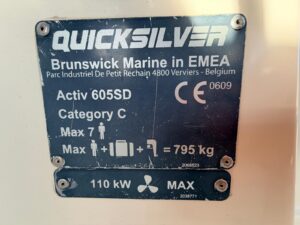 QUICKSILVER
Brunswick Marine in EMEA
Parc Industriel De Petit Rechain 4800 Verviers - Belgium
Activ 605SD
CE 0609
Category C
Max 7
Max + + = 795 kg
110 kW MAX